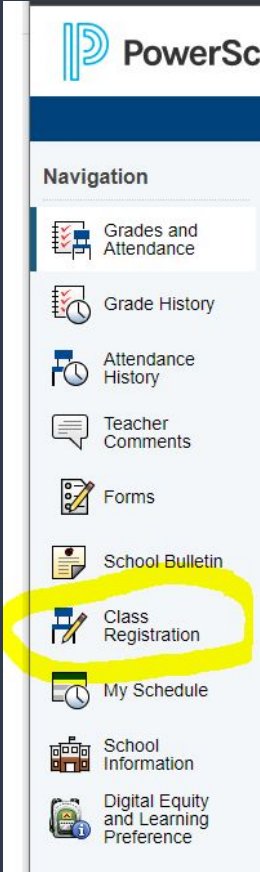 PowerSc
Navigation
Grades and
Attendance
Grade History
Attendance
History
Teacher
Comments
Forms
School Bulletin
Class
Registration
My Schedule
School
Information
Digital Equity
and Learning
Preference